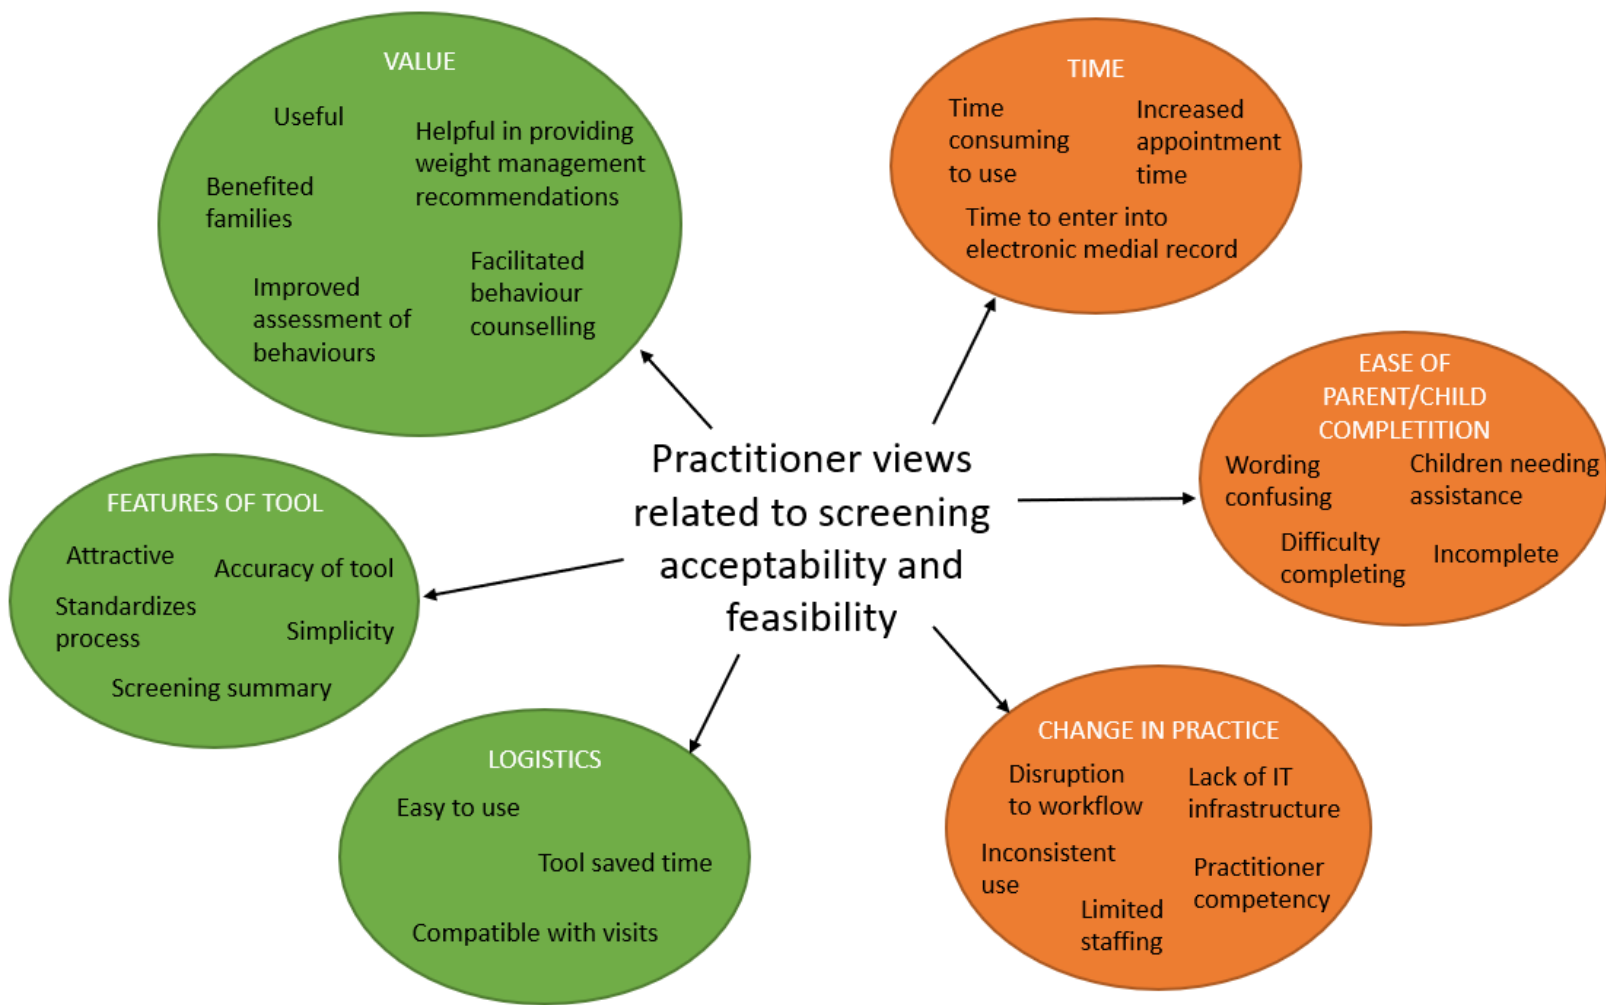 VALUE
Useful
Helpful in providing
weight management
recommendations
Benefited
families
Improved
assessment of
behaviours
Facilitated
behaviour
counselling
TIME
Time
consuming
to use
Increased
appointment
time
Time to enter into
electronic medial record
EASE OF
PARENT/CHILD
COMPLETITION
Wording
confusing
Children needing
assistance
Difficulty
completing
Incomplete
Practitioner views
related to screening
acceptability and
feasibility
FEATURES OF TOOL
Attractive
Accuracy of tool
Standardizes
process
Simplicity
Screening summary
LOGISTICS
Easy to use
Tool saved time
Compatible with visits
CHANGE IN PRACTICE
Disruption
to workflow
Lack of IT
infrastructure
Inconsistent
use
Practitioner
competency
Limited
staffing